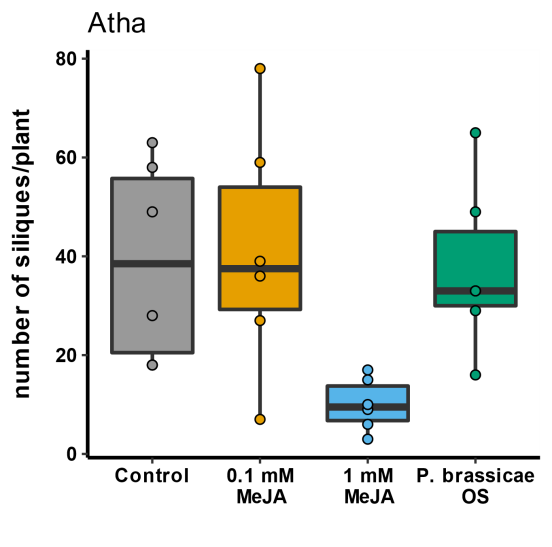 Atha
number of siliques/plant
80
60
40
20
0
Control
0.1 mM
MeJA
1 mM
MeJA
P. brassicae
OS